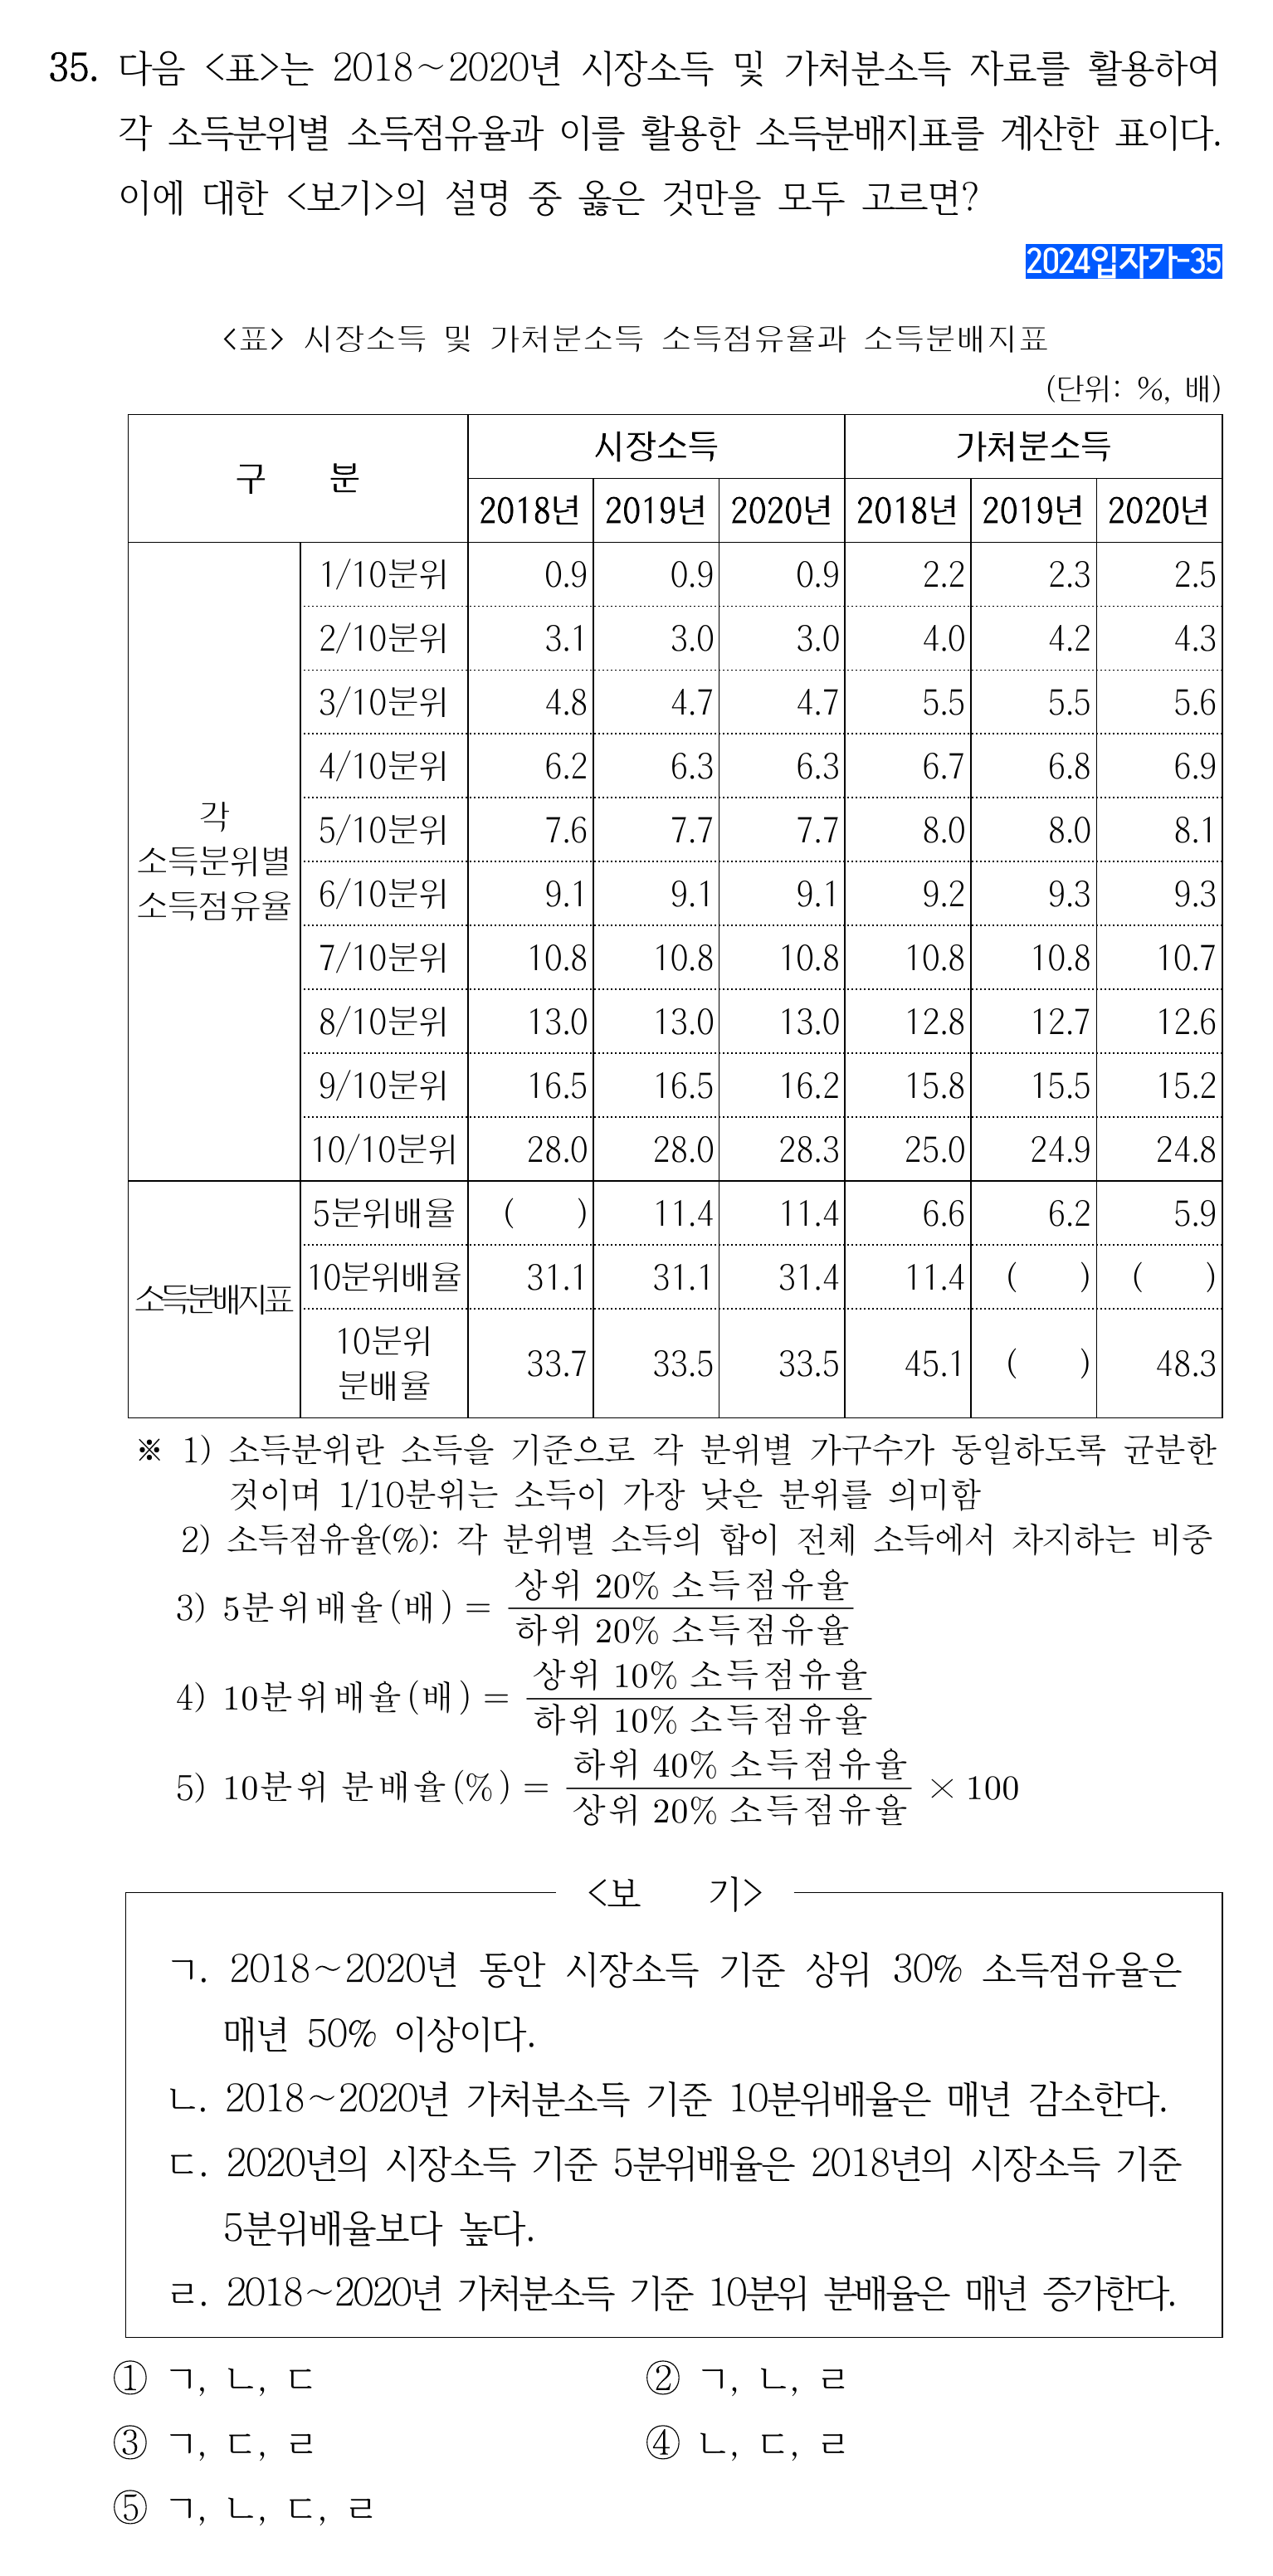 35. 다음 <표>는 2018～2020년 시장소득 및 가처분소득 자료를 활용하여
각 소득분위별 소득점유율과 이를 활용한 소득분배지표를 계산한 표이다.
이에 대한 <보기>의 설명 중 옳은 것만을 모두 고르면?
2024입자가-35
<표> 시장소득 및 가처분소득 소득점유율과 소득분배지표
(단위: %, 배)
구 분 시장소득 가처분소득
2018년 2019년 2020년 2018년 2019년 2020년
각 소득분위별 소득점유율
1/10분위 0.9 0.9 0.9 2.2 2.3 2.5
2/10분위 3.1 3.0 3.0 4.0 4.2 4.3
3/10분위 4.8 4.7 4.7 5.5 5.5 5.6
4/10분위 6.2 6.3 6.3 6.7 6.8 6.9
5/10분위 7.6 7.7 7.7 8.0 8.0 8.1
6/10분위 9.1 9.1 9.1 9.2 9.3 9.3
7/10분위 10.8 10.8 10.8 10.8 10.8 10.7
8/10분위 13.0 13.0 13.0 12.8 12.7 12.6
9/10분위 16.5 16.5 16.2 15.8 15.5 15.2
10/10분위 28.0 28.0 28.3 25.0 24.9 24.8
소득분배지표
5분위배율 ( ) 11.4 11.4 6.6 6.2 5.9
10분위배율 31.1 31.1 31.4 11.4 ( ) ( )
10분위 분배율 33.7 33.5 33.5 45.1 ( ) 48.3
※ 1) 소득분위란 소득을 기준으로 각 분위별 가구수가 동일하도록 균분한
것이며 1/10분위는 소득이 가장 낮은 분위를 의미함
2) 소득점유율(%): 각 분위별 소득의 합이 전체 소득에서 차지하는 비중
3) 5분위배율(배) = 상위 20% 소득점유율 / 하위 20% 소득점유율
4) 10분위배율(배) = 상위 10% 소득점유율 / 하위 10% 소득점유율
5) 10분위 분배율(%) = 하위 40% 소득점유율 / 상위 20% 소득점유율 × 100
<보 기>
ㄱ. 2018～2020년 동안 시장소득 기준 상위 30% 소득점유율은
매년 50% 이상이다.
ㄴ. 2018～2020년 가처분소득 기준 10분위배율은 매년 감소한다.
ㄷ. 2020년의 시장소득 기준 5분위배율은 2018년의 시장소득 기준
5분위배율보다 높다.
ㄹ. 2018～2020년 가처분소득 기준 10분위 분배율은 매년 증가한다.
① ㄱ, ㄴ, ㄷ ② ㄱ, ㄴ, ㄹ
③ ㄱ, ㄷ, ㄹ ④ ㄴ, ㄷ, ㄹ
⑤ ㄱ, ㄴ, ㄷ, ㄹ